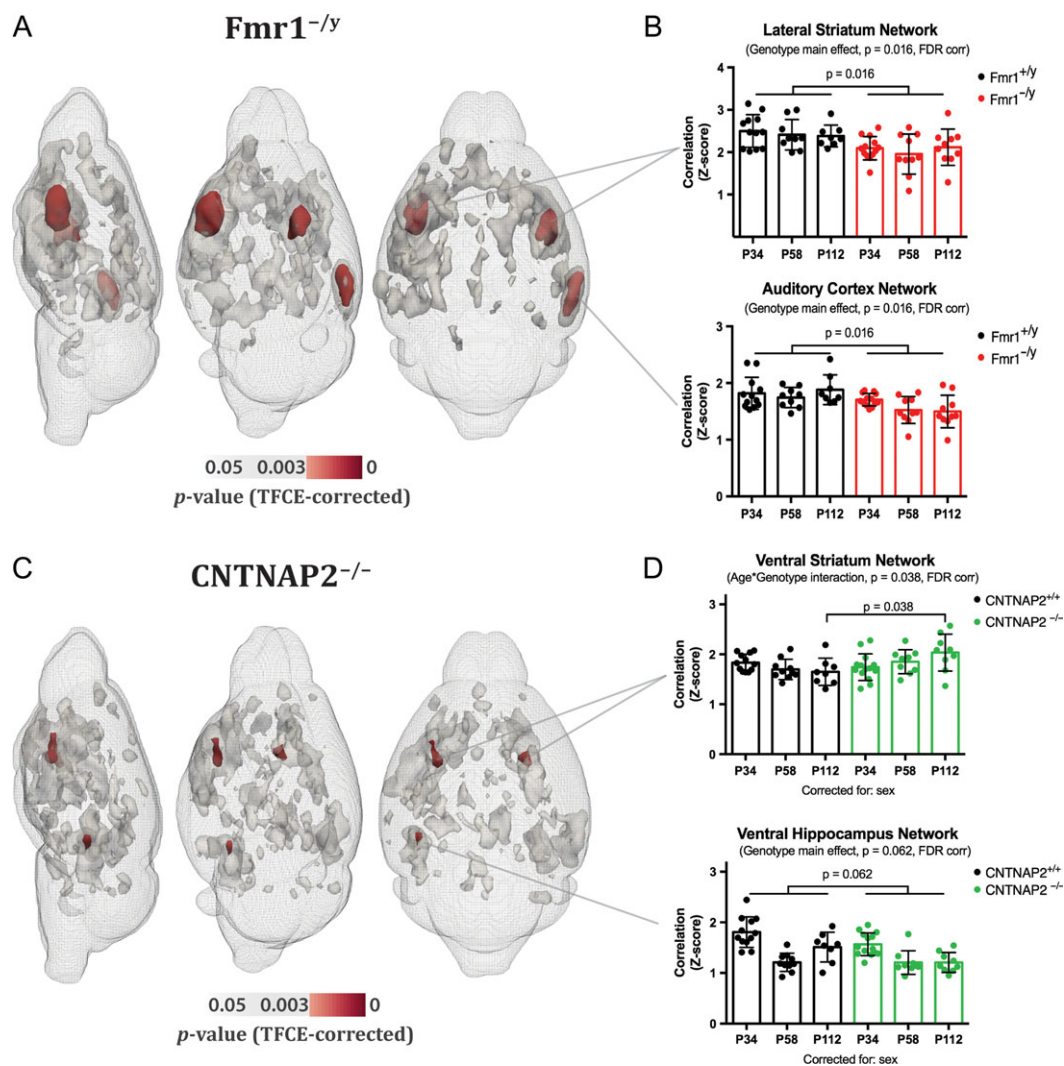 A
Fmr1⁻/ʸ
0.05 0.003 0
p-value (TFCE-corrected)
B
Lateral Striatum Network
(Genotype main effect, p = 0.016, FDR corr)
p = 0.016
Fmr1⁺/ʸ
Fmr1⁻/ʸ
Correlation
(Z-score)
4
3
2
1
P34 P58 P112 P34 P58 P112
Auditory Cortex Network
(Genotype main effect, p = 0.016, FDR corr)
p = 0.016
Fmr1⁺/ʸ
Fmr1⁻/ʸ
Correlation
(Z-score)
3
2
1
0
P34 P58 P112 P34 P58 P112
C
CNTNAP2⁻/⁻
0.05 0.003 0
p-value (TFCE-corrected)
D
Ventral Striatum Network
(Age*Genotype interaction, p = 0.038, FDR corr)
p = 0.038
CNTNAP2⁺/⁺
CNTNAP2 ⁻/⁻
Correlation
(Z-score)
3
2
1
0
P34 P58 P112 P34 P58 P112
Corrected for: sex
Ventral Hippocampus Network
(Genotype main effect, p = 0.062, FDR corr)
p = 0.062
CNTNAP2⁺/⁺
CNTNAP2 ⁻/⁻
Correlation
(Z-score)
3
2
1
0
P34 P58 P112 P34 P58 P112
Corrected for: sex